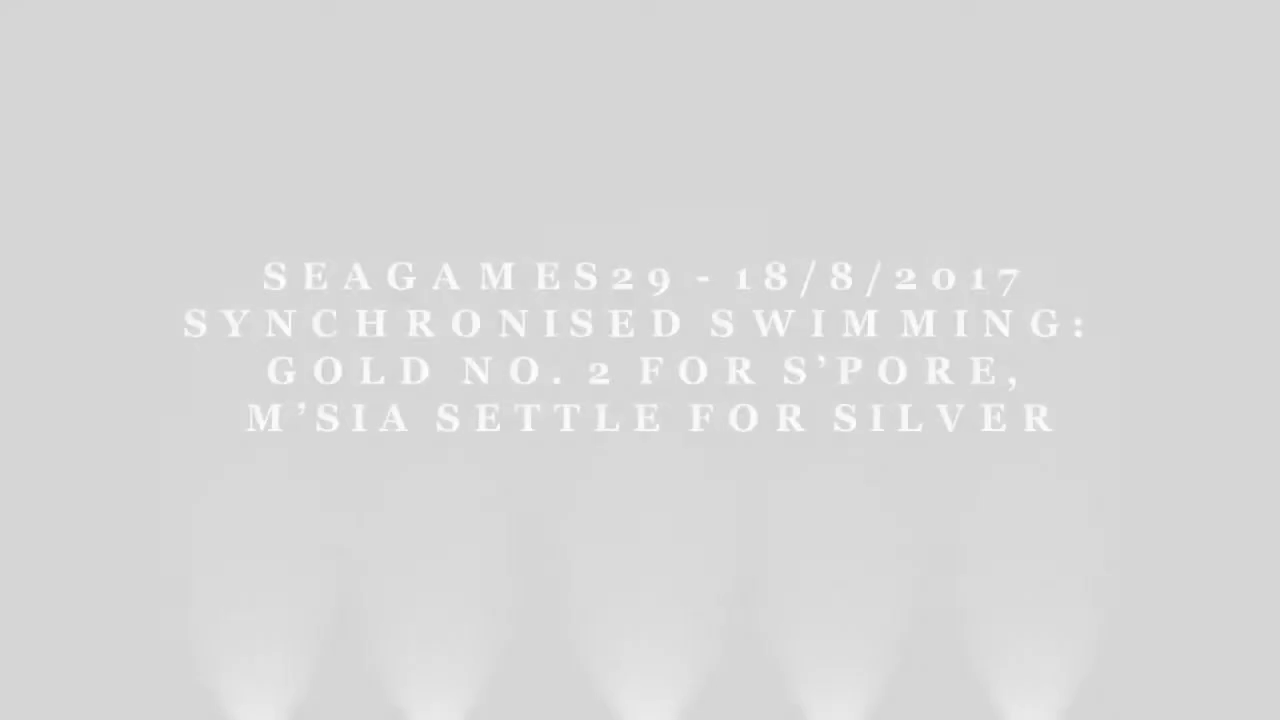 SEAGAMES29 - 18/8/2017
SYNCHRONISED SWIMMING:
GOLD NO. 2 FOR S’PORE,
M’SIA SETTLE FOR SILVER